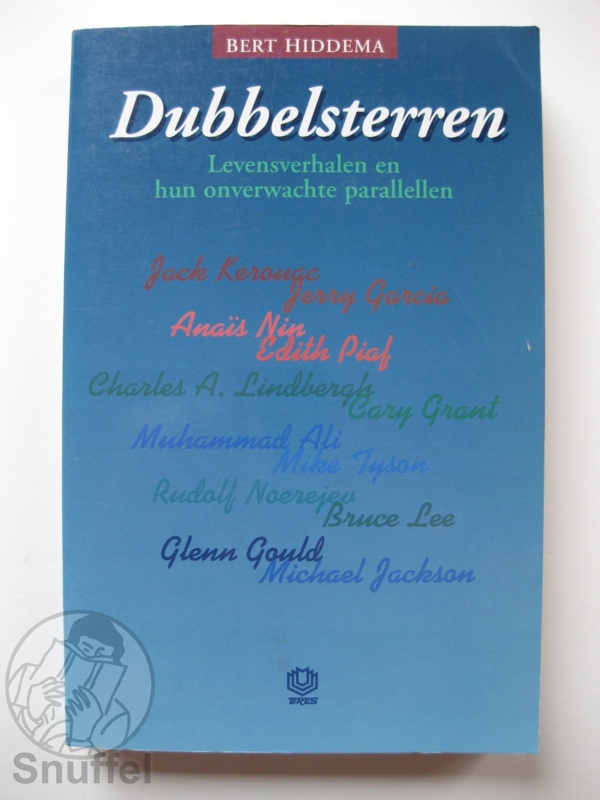 BERT HIDDEMA
Dubbelsterren
Levensverhalen en
hun onverwachte parallellen
Jack Kerouac
Jerry Garcia
Anaïs Nin
Edith Piaf
Charles A. Lindbergh
Cary Grant
Muhammad Ali
Mike Tyson
Rudolf Noerejev
Bruce Lee
Glenn Gould
Michael Jackson
BRES
Snuffel